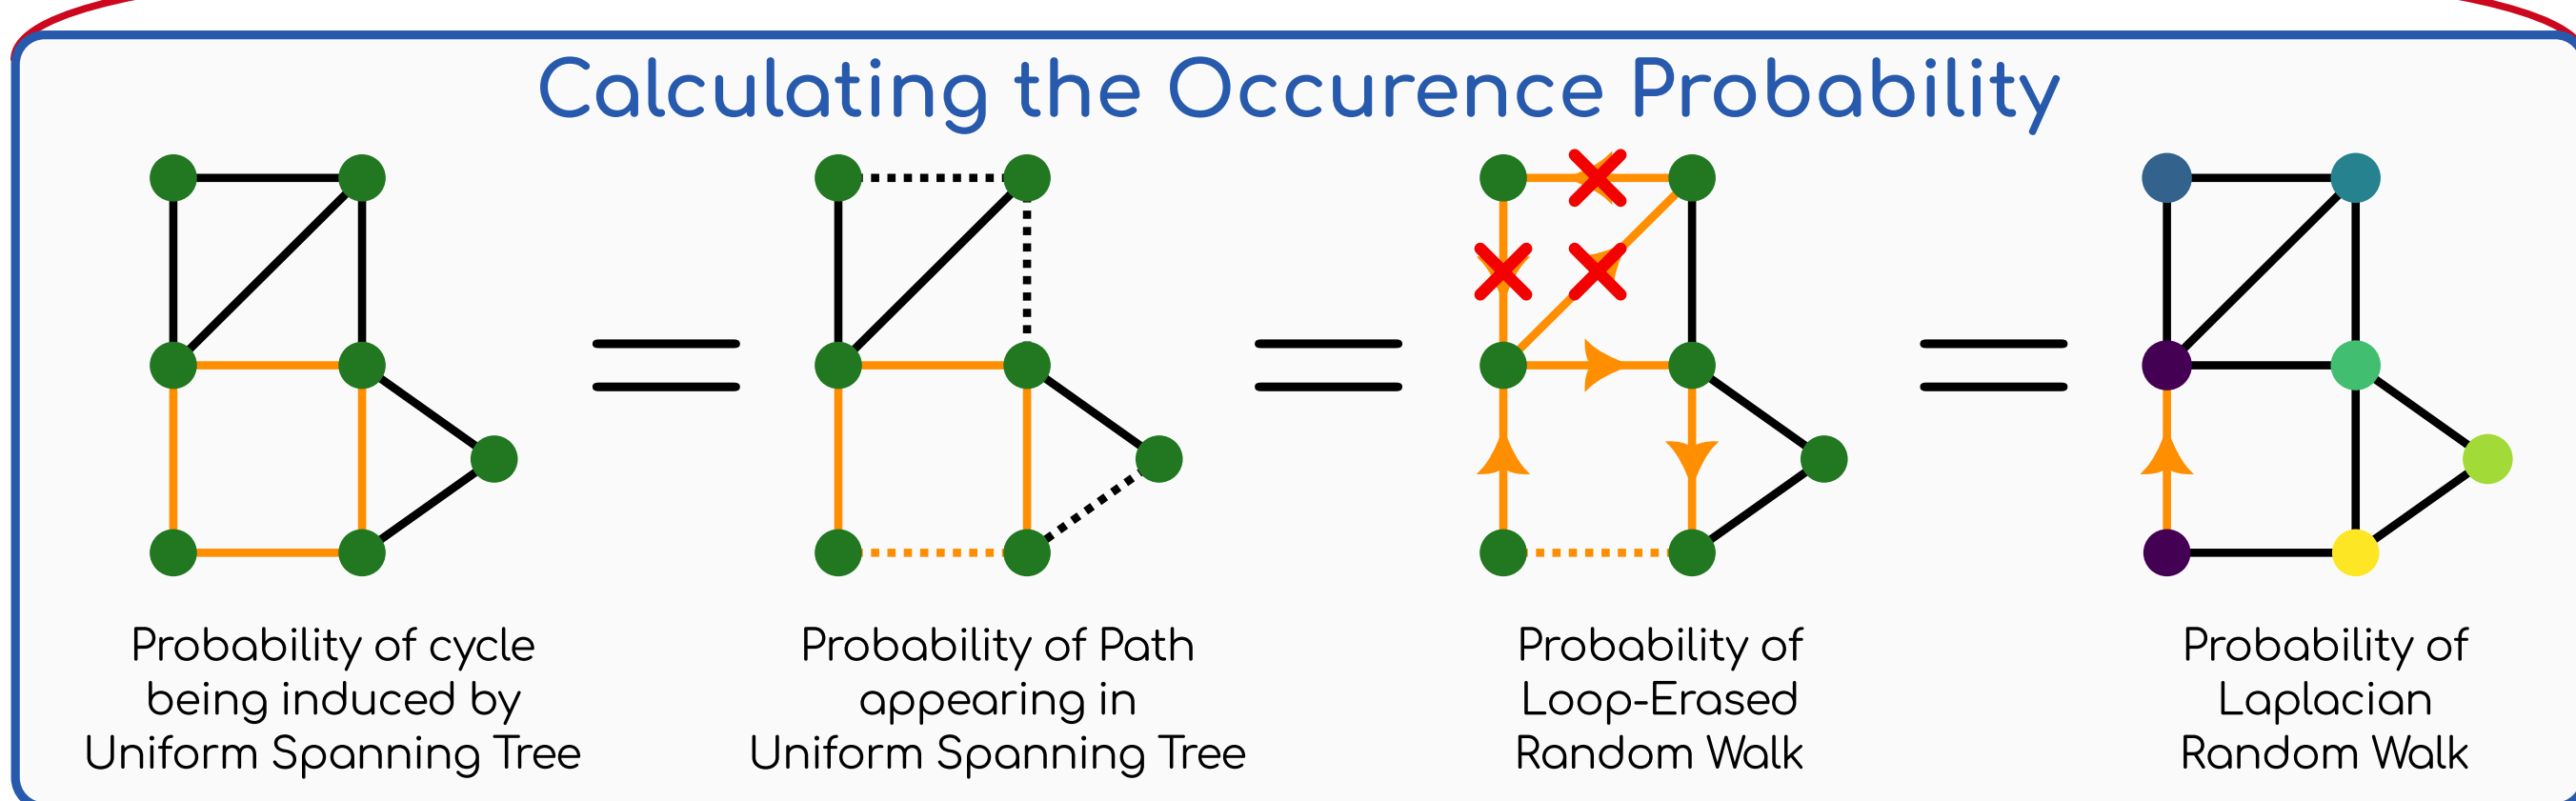 Calculating the Occurence Probability
Probability of cycle
being induced by
Uniform Spanning Tree
Probability of Path
appearing in
Uniform Spanning Tree
Probability of
Loop-Erased
Random Walk
Probability of
Laplacian
Random Walk